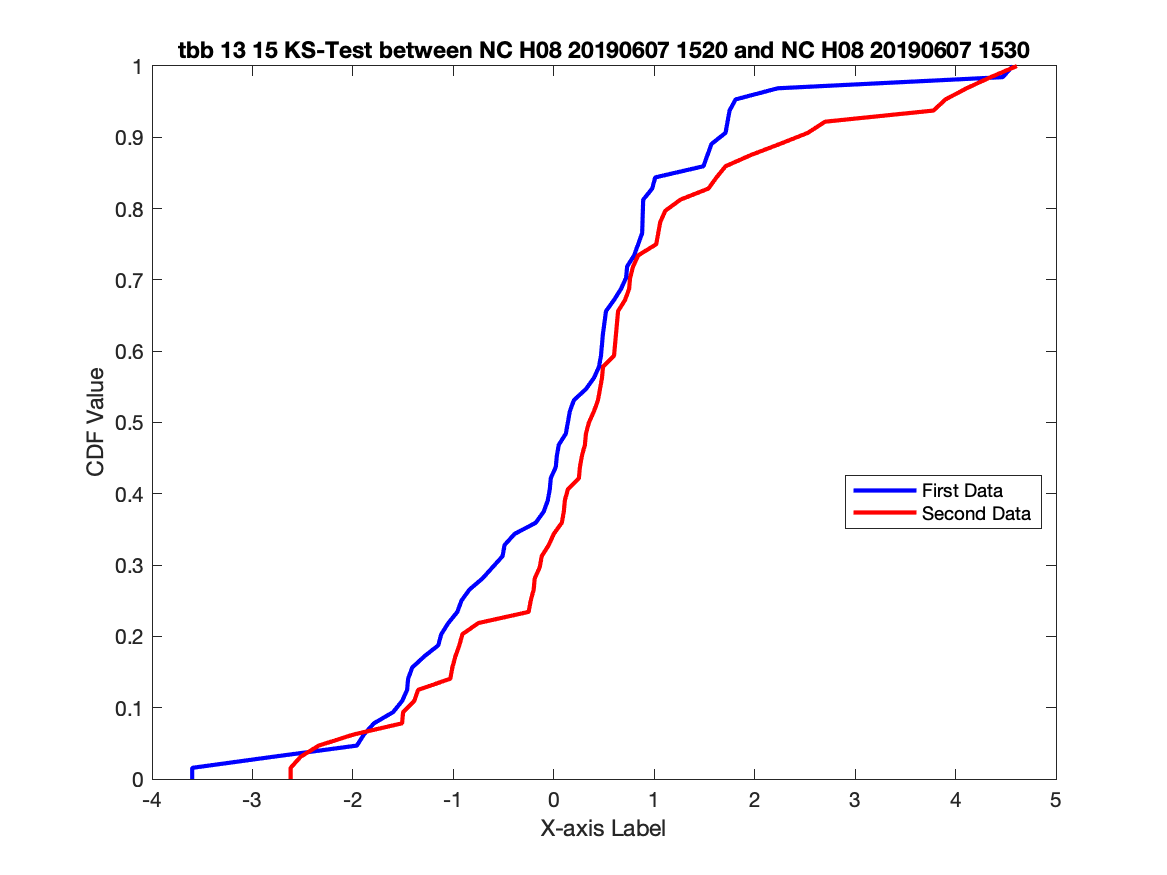 tbb 13 15 KS-Test between NC H08 20190607 1520 and NC H08 20190607 1530
1
0.9
0.8
0.7
0.6
0.5
0.4
0.3
0.2
0.1
0
CDF Value
First Data
Second Data
-4 -3 -2 -1 0 1 2 3 4 5
X-axis Label